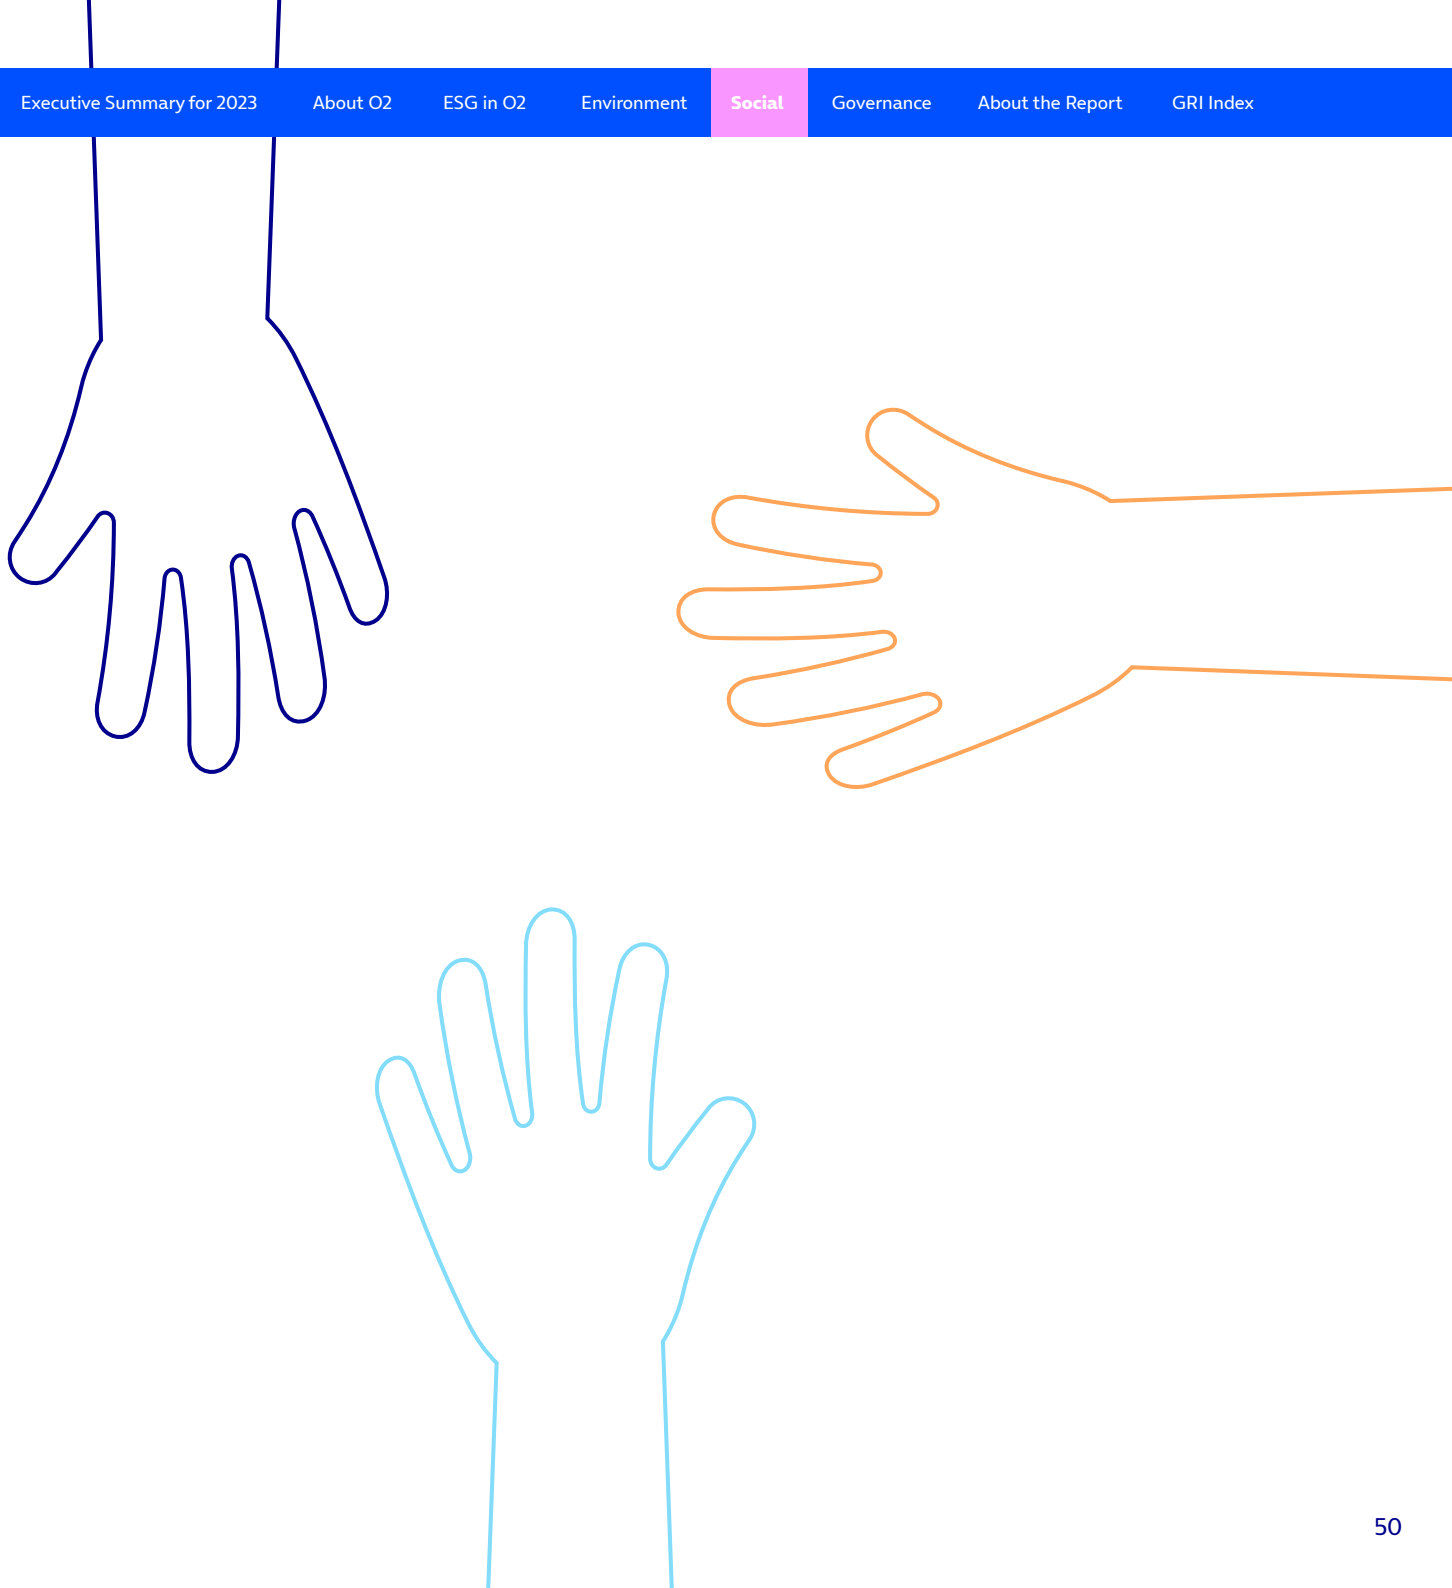 Executive Summary for 2023 About O2 ESG in O2 Environment Social Governance About the Report GRI Index
50